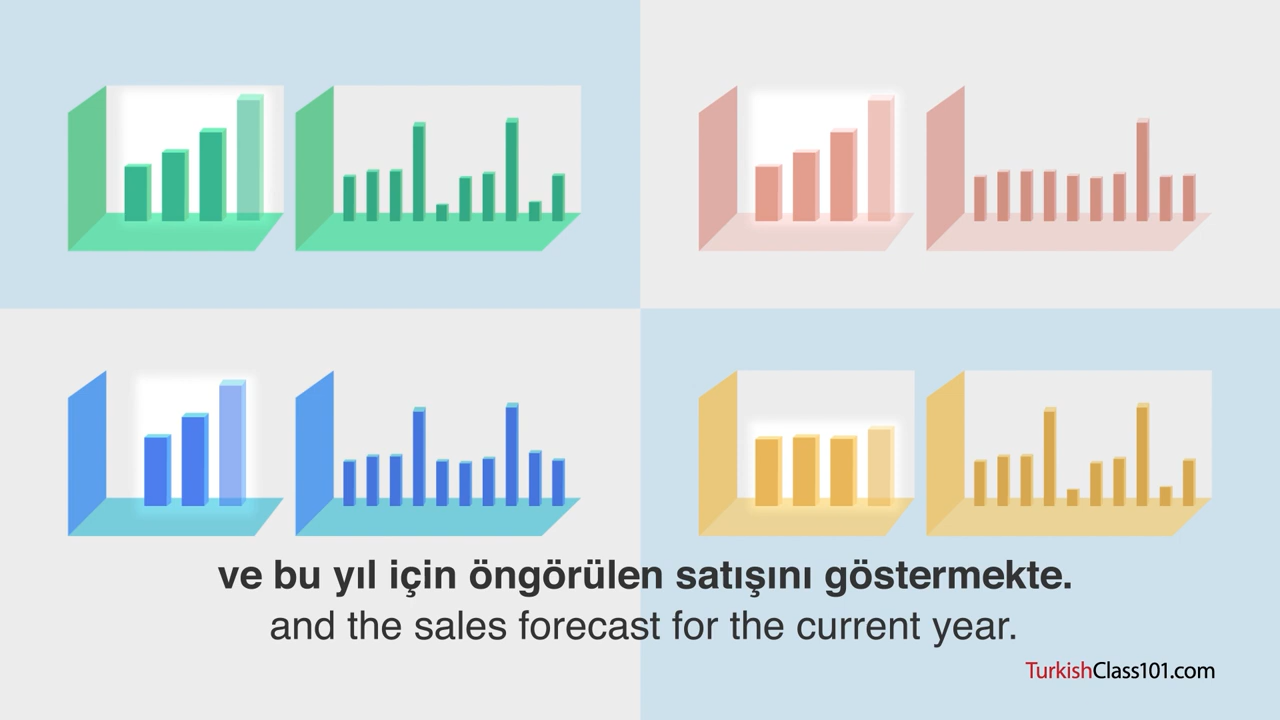 ve bu yıl için öngörülen satışını göstermekte.
and the sales forecast for the current year.
TurkishClass101.com